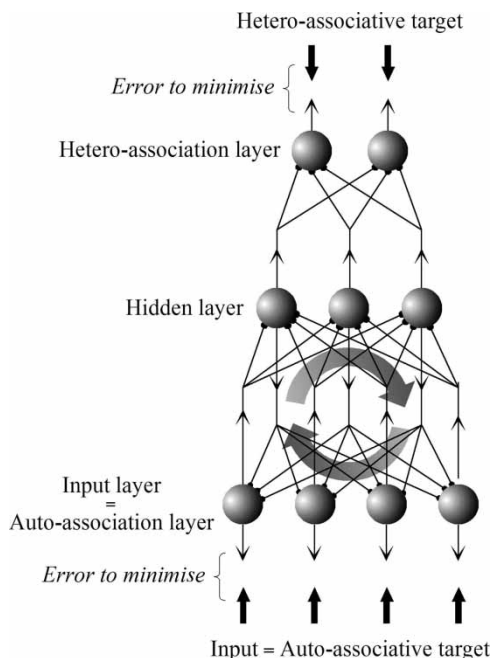 Hetero-associative target
Error to minimise
Hetero-association layer
Hidden layer
Input layer
=
Auto-association layer
Error to minimise
Input = Auto-associative target